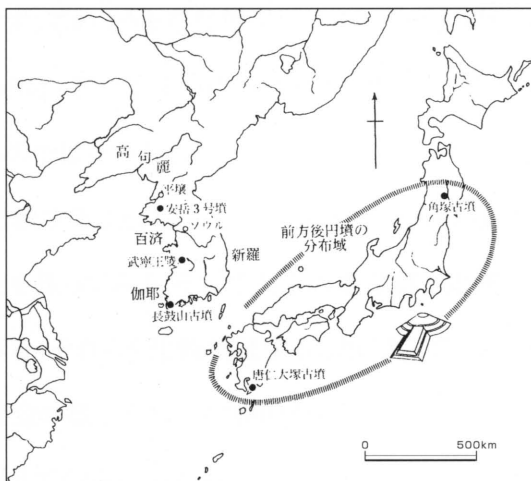 高句麗
平壌
安岳3号墳
ソウル
百済
新羅
武寧王陵
伽耶
長鼓山古墳
前方後円墳の
分布域
角塚古墳
唐仁大塚古墳
0 500km